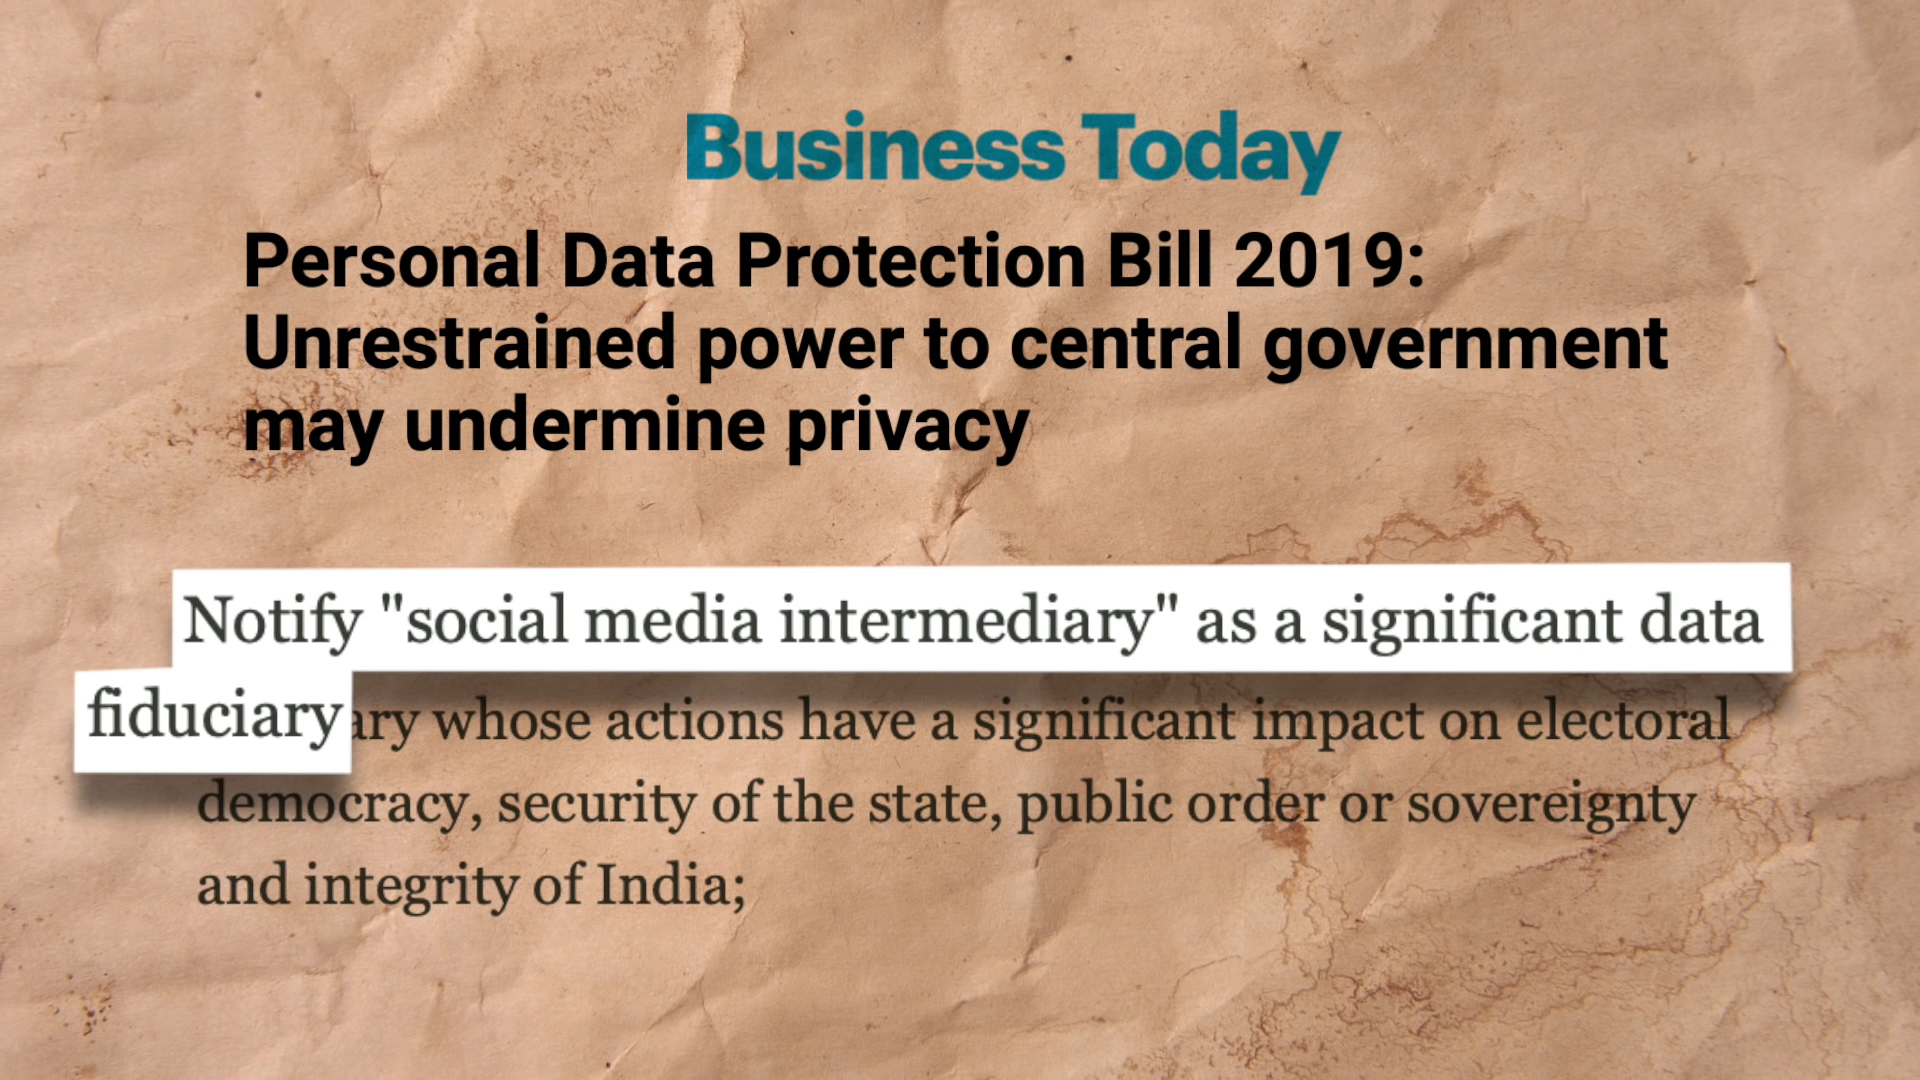 Business Today
Personal Data Protection Bill 2019:
Unrestrained power to central government
may undermine privacy
Notify "social media intermediary" as a significant data
fiduciary ary whose actions have a significant impact on electoral
democracy, security of the state, public order or sovereignty
and integrity of India;